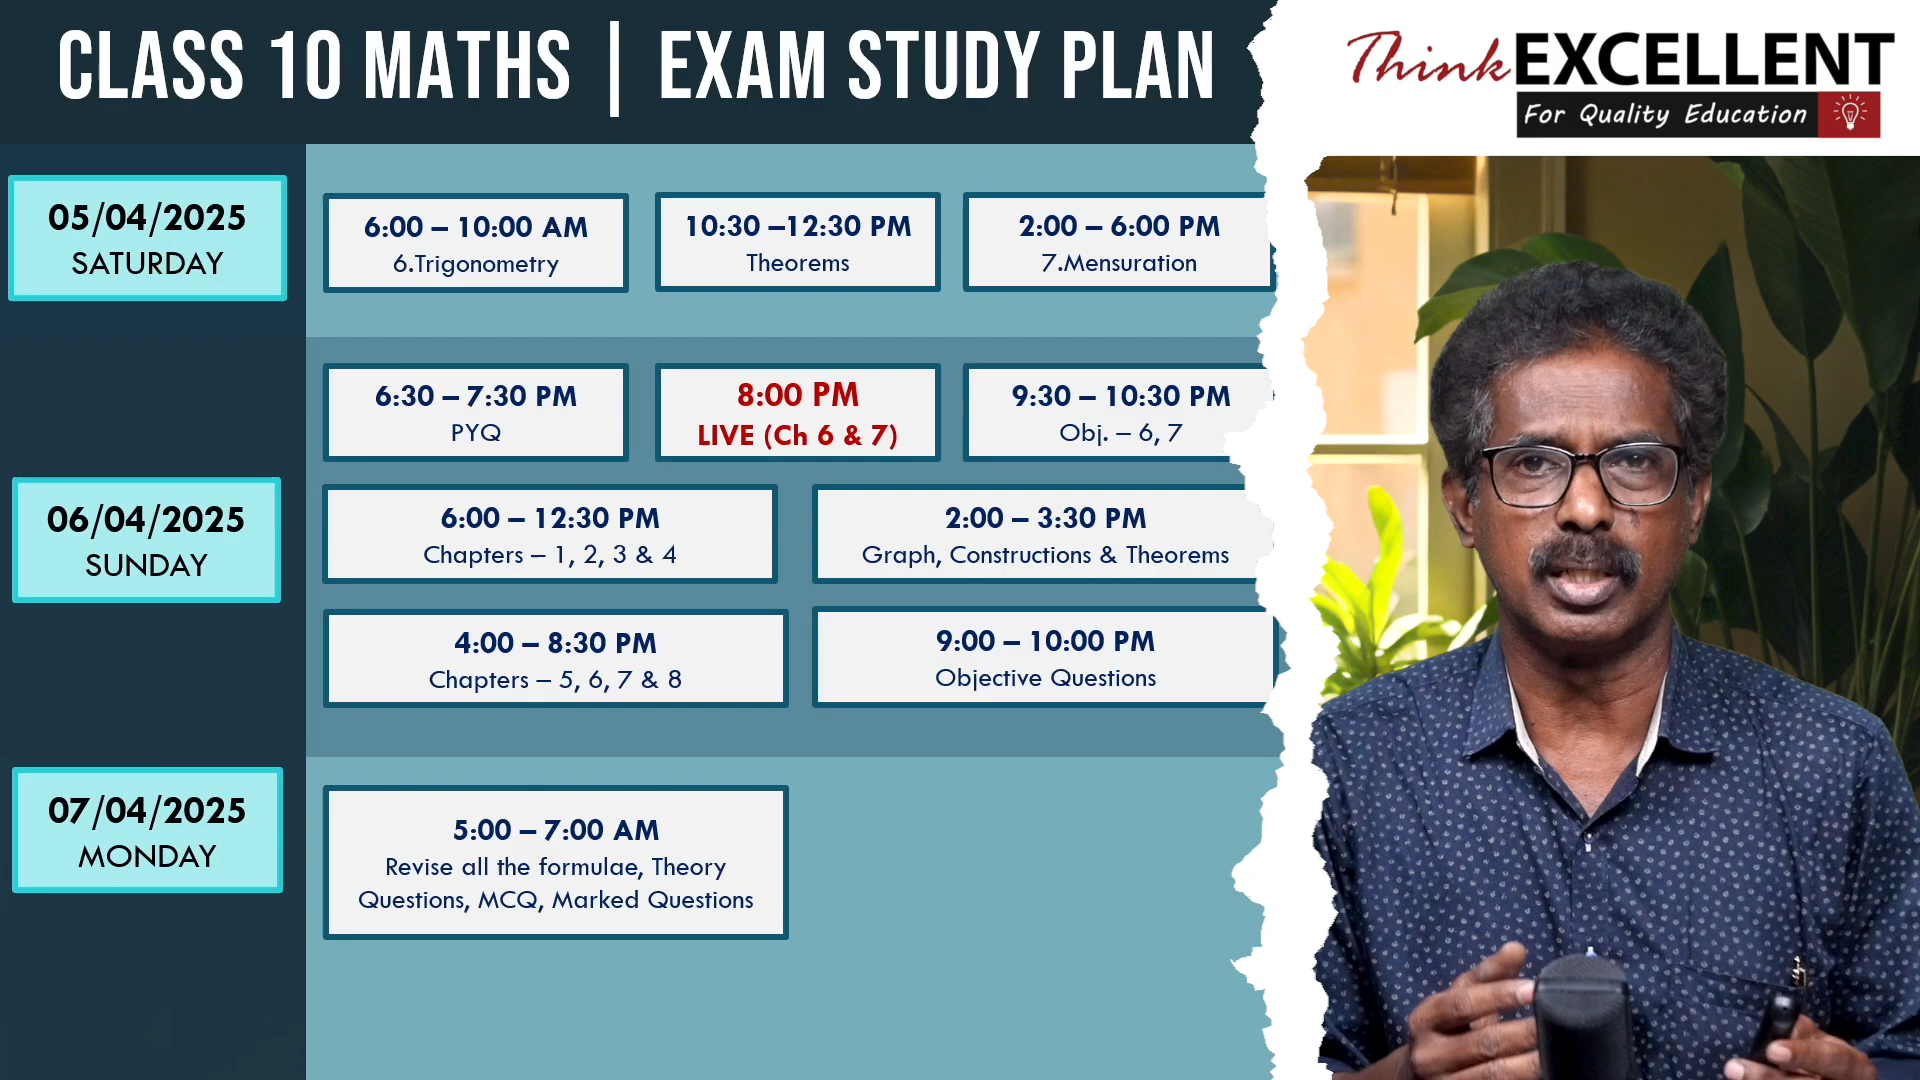 CLASS 10 MATHS | EXAM STUDY PLAN
Think EXCELLENT
For Quality Education
05/04/2025
SATURDAY
6:00 – 10:00 AM
6.Trigonometry
10:30 –12:30 PM
Theorems
2:00 – 6:00 PM
7.Mensuration
6:30 – 7:30 PM
PYQ
8:00 PM
LIVE (Ch 6 & 7)
9:30 – 10:30 PM
Obj. – 6, 7
06/04/2025
SUNDAY
6:00 – 12:30 PM
Chapters – 1, 2, 3 & 4
2:00 – 3:30 PM
Graph, Constructions & Theorems
4:00 – 8:30 PM
Chapters – 5, 6, 7 & 8
9:00 – 10:00 PM
Objective Questions
07/04/2025
MONDAY
5:00 – 7:00 AM
Revise all the formulae, Theory
Questions, MCQ, Marked Questions